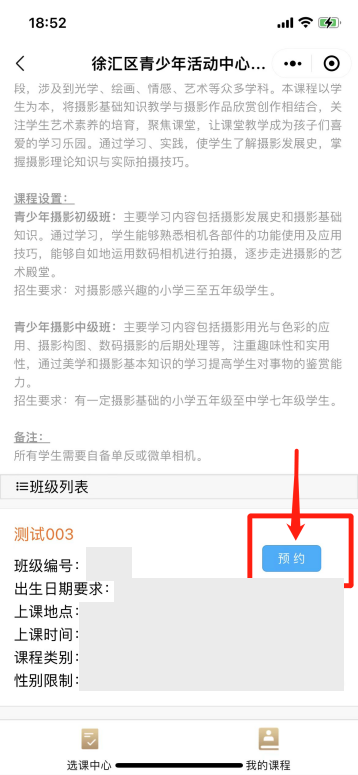 18:52
徐汇区青少年活动中心...
段，涉及到光学、绘画、情感、艺术等众多学科。本课程以学
生为本，将摄影基础知识教学与摄影作品欣赏创作相结合，关
注学生艺术素养的培育，聚焦课堂，让课堂教学成为孩子们喜
爱的学习乐园。通过学习、实践，使学生了解摄影发展史，掌
握摄影理论知识与实际拍摄技巧。
课程设置：
青少年摄影初级班：主要学习内容包括摄影发展史和摄影基础
知识。通过学习，学生能够熟悉相机各部件的功能使用及应用
技巧，能够自如地运用数码相机进行拍摄，逐步走进摄影的艺
术殿堂。
招生要求：对摄影感兴趣的小学三至五年级学生。
青少年摄影中级班：主要学习内容包括摄影用光与色彩的应
用、摄影构图、数码摄影的后期处理等，注重趣味性和实用
性，通过美学和摄影基本知识的学习提高学生对事物的鉴赏能
力。
招生要求：有一定摄影基础的小学五年级至中学七年级学生。
备注：
所有学生需要自备单反或微单相机。
班级列表
测试003
预约
班级编号：
出生日期要求：
上课地点：
上课时间：
课程类别：
性别限制：
选课中心
我的课程